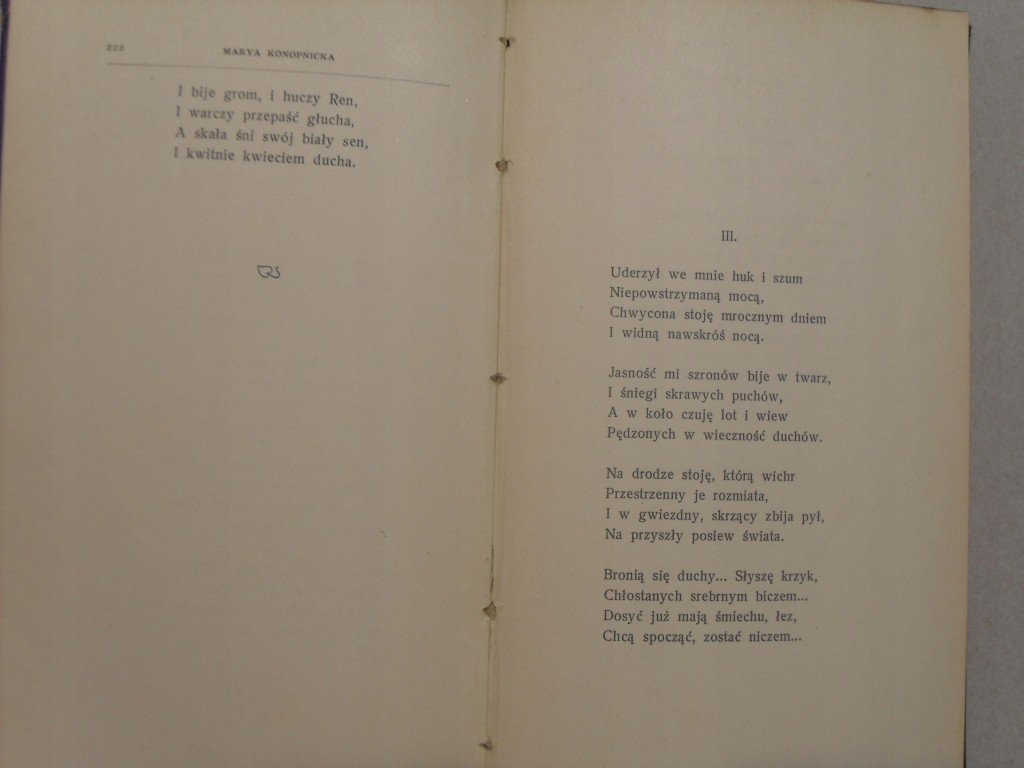 222
MARYA KONOPNICKA
I bije grom, i huczy Ren,
I warczy przepaść głucha,
A skała śni swój biały sen,
I kwitnie kwieciem ducha.
III.
Uderzył we mnie huk i szum
Niepowstrzymaną mocą,
Chwycona stoję mrocznym dniem
I widną nawskróś nocą.
Jasność mi szronów bije w twarz,
I śniegi skrawych puchów,
A w koło czuję lot i wiew
Pędzonych w wieczność duchów.
Na drodze stoję, którą wichr
Przestrzenny je rozmiata,
I w gwiezdny, skrzący zbija pył,
Na przyszły posiew świata.
Bronią się duchy... Słyszę krzyk,
Chłostanych srebrnym biczem...
Dosyć już mają śmiechu, łez,
Chcą spocząć, zostać niczem...